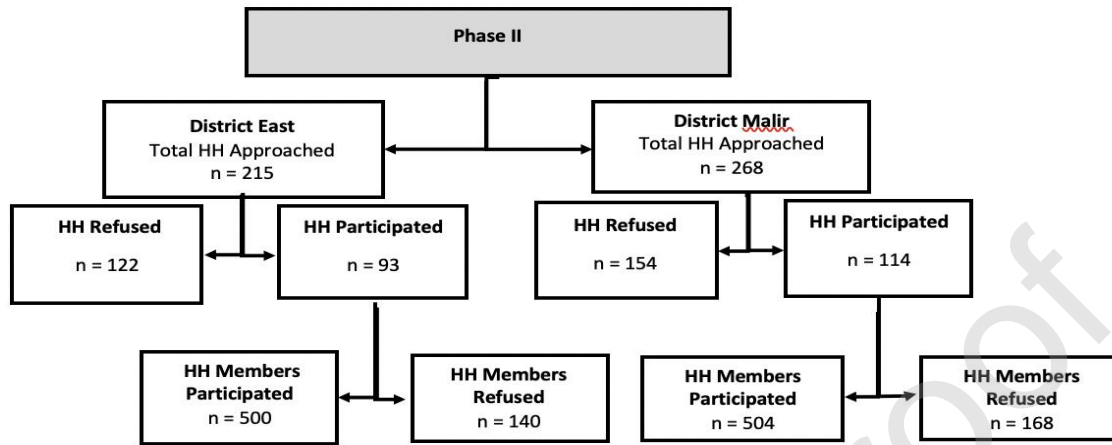 Phase II
District East
Total HH Approached
n = 215
District Malir
Total HH Approached
n = 268
HH Refused
n = 122
HH Participated
n = 93
HH Refused
n = 154
HH Participated
n = 114
HH Members
Participated
n = 500
HH Members
Refused
n = 140
HH Members
Participated
n = 504
HH Members
Refused
n = 168
roof